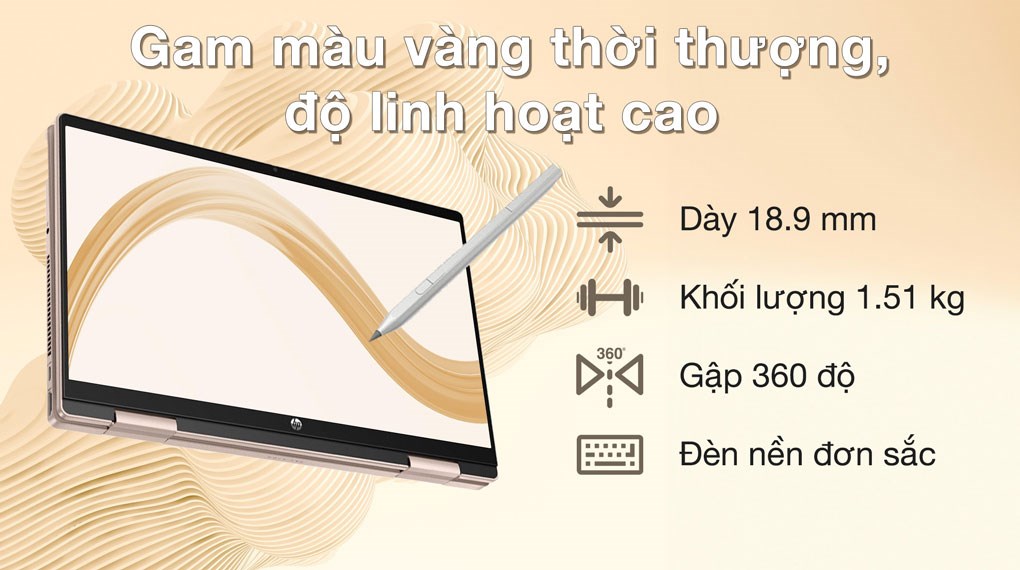 Gam màu vàng thời thượng,
độ linh hoạt cao
Dày 18.9 mm
Khối lượng 1.51 kg
360°
Gập 360 độ
Đèn nền đơn sắc
hp